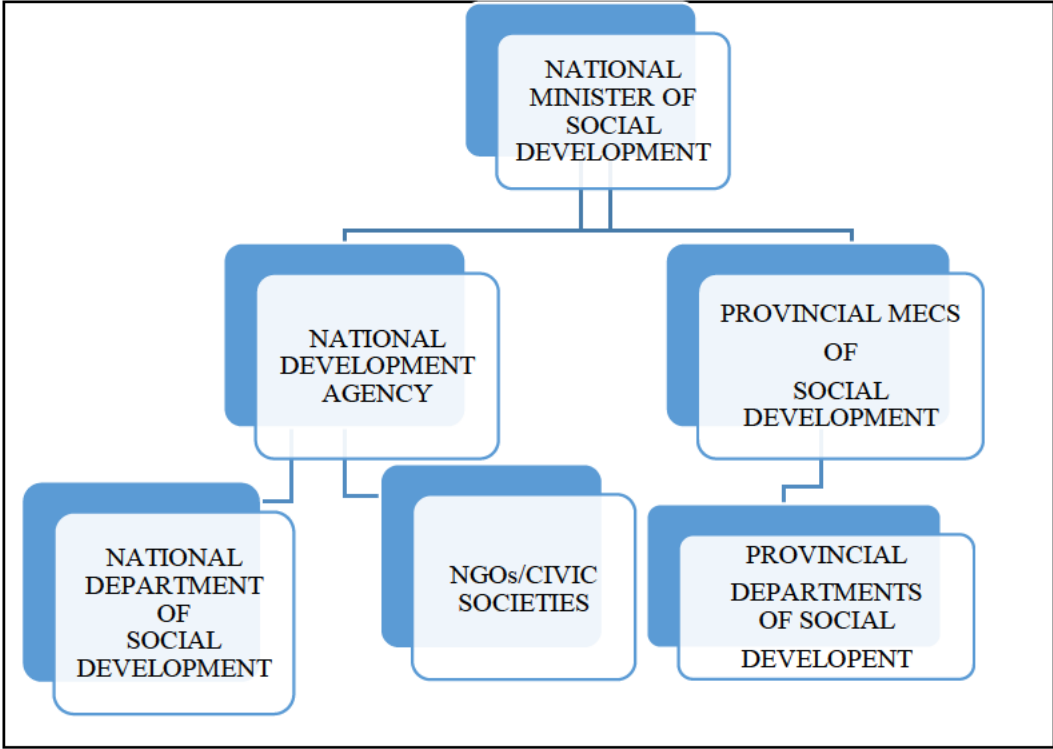 NATIONAL
MINISTER OF
SOCIAL
DEVELOPMENT
NATIONAL
DEVELOPMENT
AGENCY
PROVINCIAL MECS
OF
SOCIAL
DEVELOPMENT
NATIONAL
DEPARTMENT
OF
SOCIAL
DEVELOPMENT
NGOs/CIVIC
SOCIETIES
PROVINCIAL
DEPARTMENTS
OF SOCIAL
DEVELOPENT